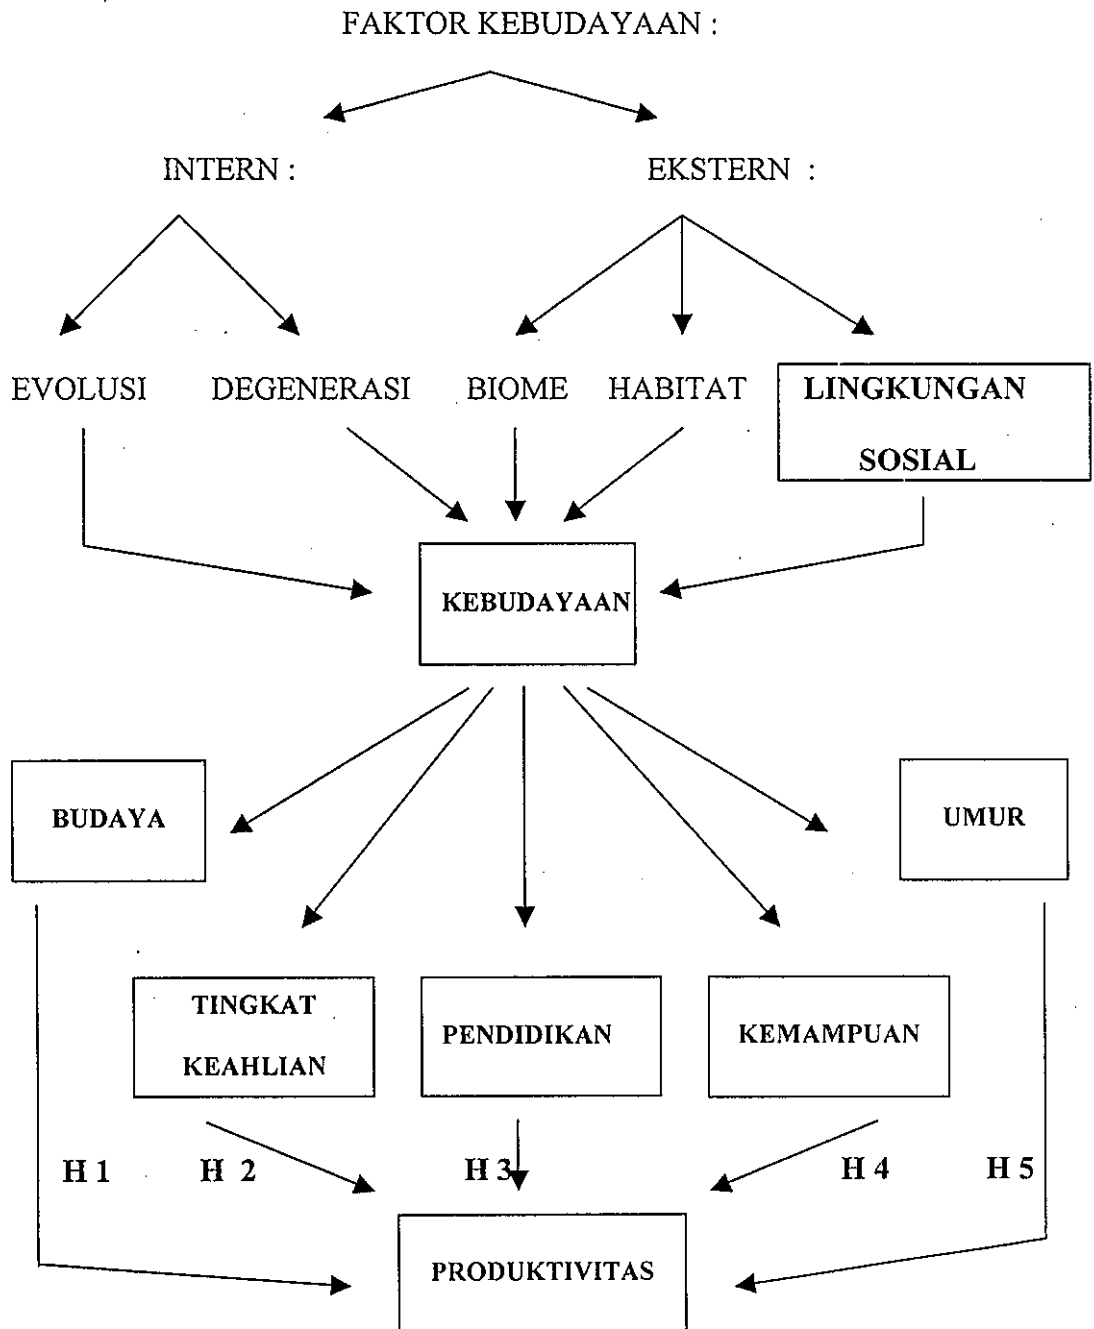 FAKTOR KEBUDAYAAN :
INTERN :
EKSTERN :
EVOLUSI
DEGENERASI
BIOME
HABITAT
LINGKUNGAN
SOSIAL
KEBUDAYAAN
BUDAYA
UMUR
TINGKAT
KEAHLIAN
PENDIDIKAN
KEMAMPUAN
H 1
H 2
H 3
H 4
H 5
PRODUKTIVITAS